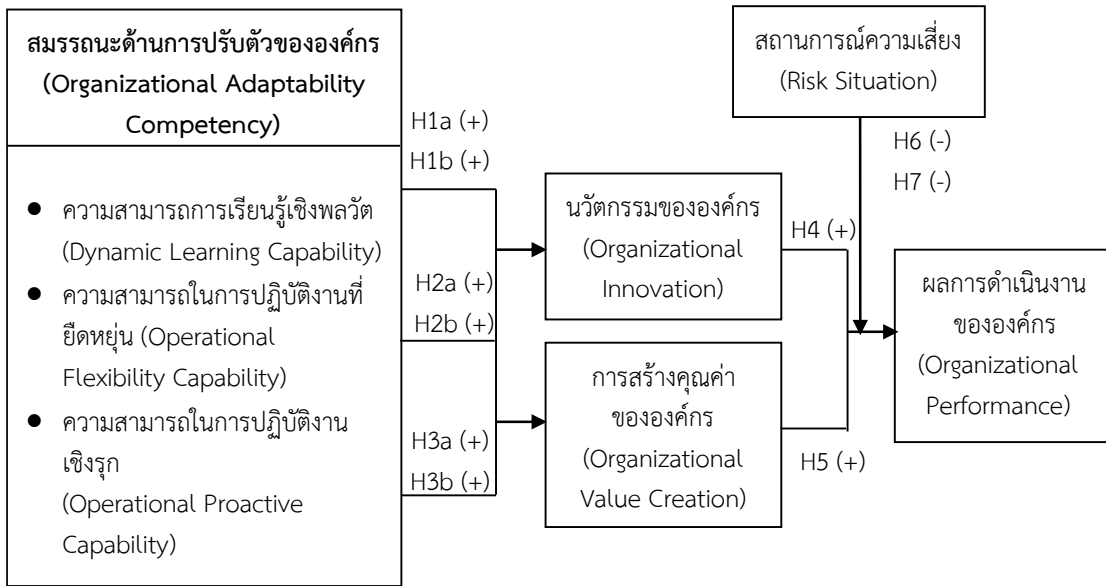 สมรรถนะด้านการปรับตัวขององค์กร
(Organizational Adaptability
Competency)
● ความสามารถการเรียนรู้เชิงพลวัต
(Dynamic Learning Capability)
● ความสามารถในการปฏิบัติงานที่
ยืดหยุ่น (Operational
Flexibility Capability)
● ความสามารถในการปฏิบัติงาน
เชิงรุก
(Operational Proactive
Capability)
H1a (+)
H1b (+)
H2a (+)
H2b (+)
H3a (+)
H3b (+)
นวัตกรรมขององค์กร
(Organizational
Innovation)
การสร้างคุณค่า
ขององค์กร
(Organizational
Value Creation)
H4 (+)
H5 (+)
สถานการณ์ความเสี่ยง
(Risk Situation)
H6 (-)
H7 (-)
ผลการดำเนินงาน
ขององค์กร
(Organizational
Performance)